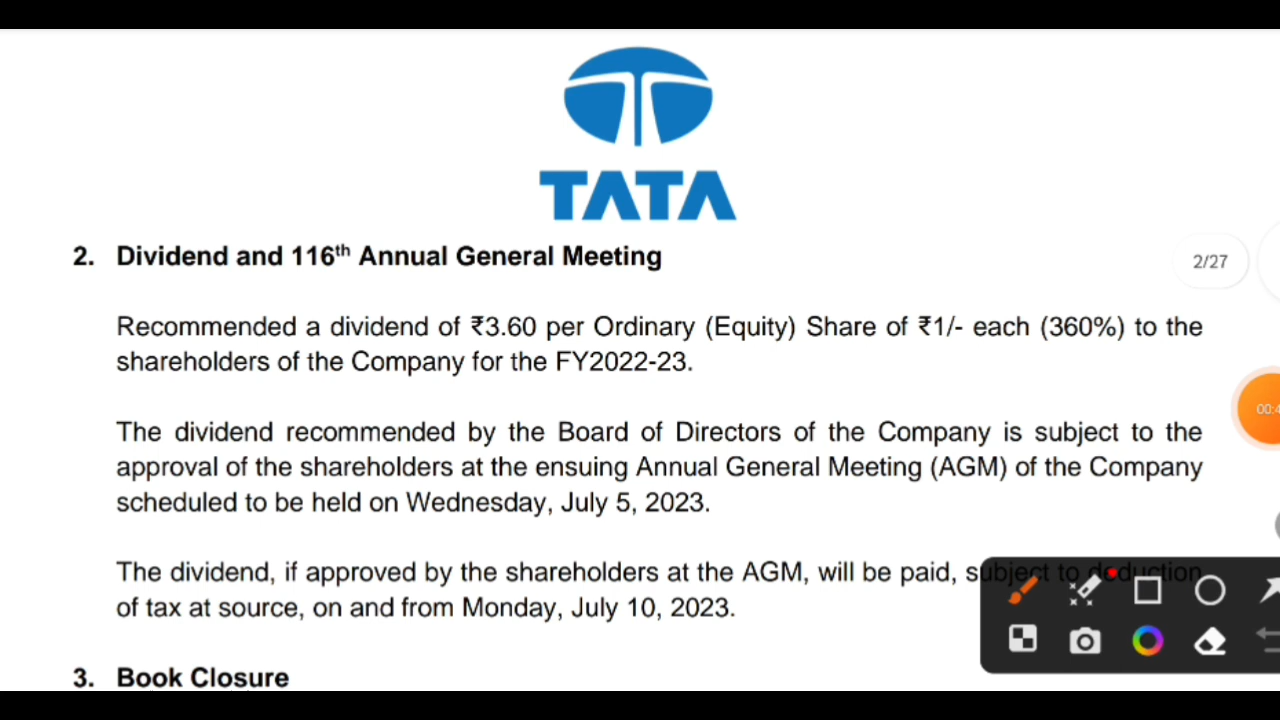 TATA
2. Dividend and 116th Annual General Meeting
2/27
Recommended a dividend of ₹3.60 per Ordinary (Equity) Share of ₹1/- each (360%) to the
shareholders of the Company for the FY2022-23.
The dividend recommended by the Board of Directors of the Company is subject to the
approval of the shareholders at the ensuing Annual General Meeting (AGM) of the Company
scheduled to be held on Wednesday, July 5, 2023.
The dividend, if approved by the shareholders at the AGM, will be paid, subject to deduction
of tax at source, on and from Monday, July 10, 2023.
3. Book Closure